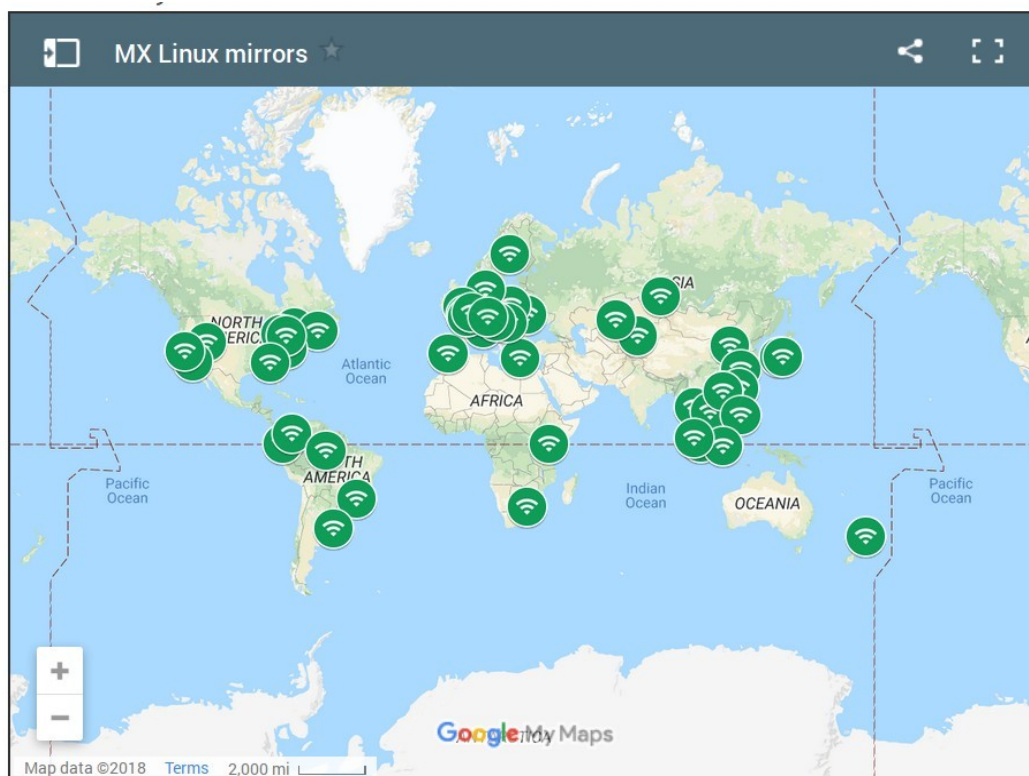 MX Linux mirrors
NORTH
AMERICA
Atlantic
Ocean
AFRICA
Pacific
Ocean
AMERICA
Indian
Ocean
OCEANIA
Pacific
Ocean
+
−
Google My Maps
Map data ©2018 Terms 2,000 mi